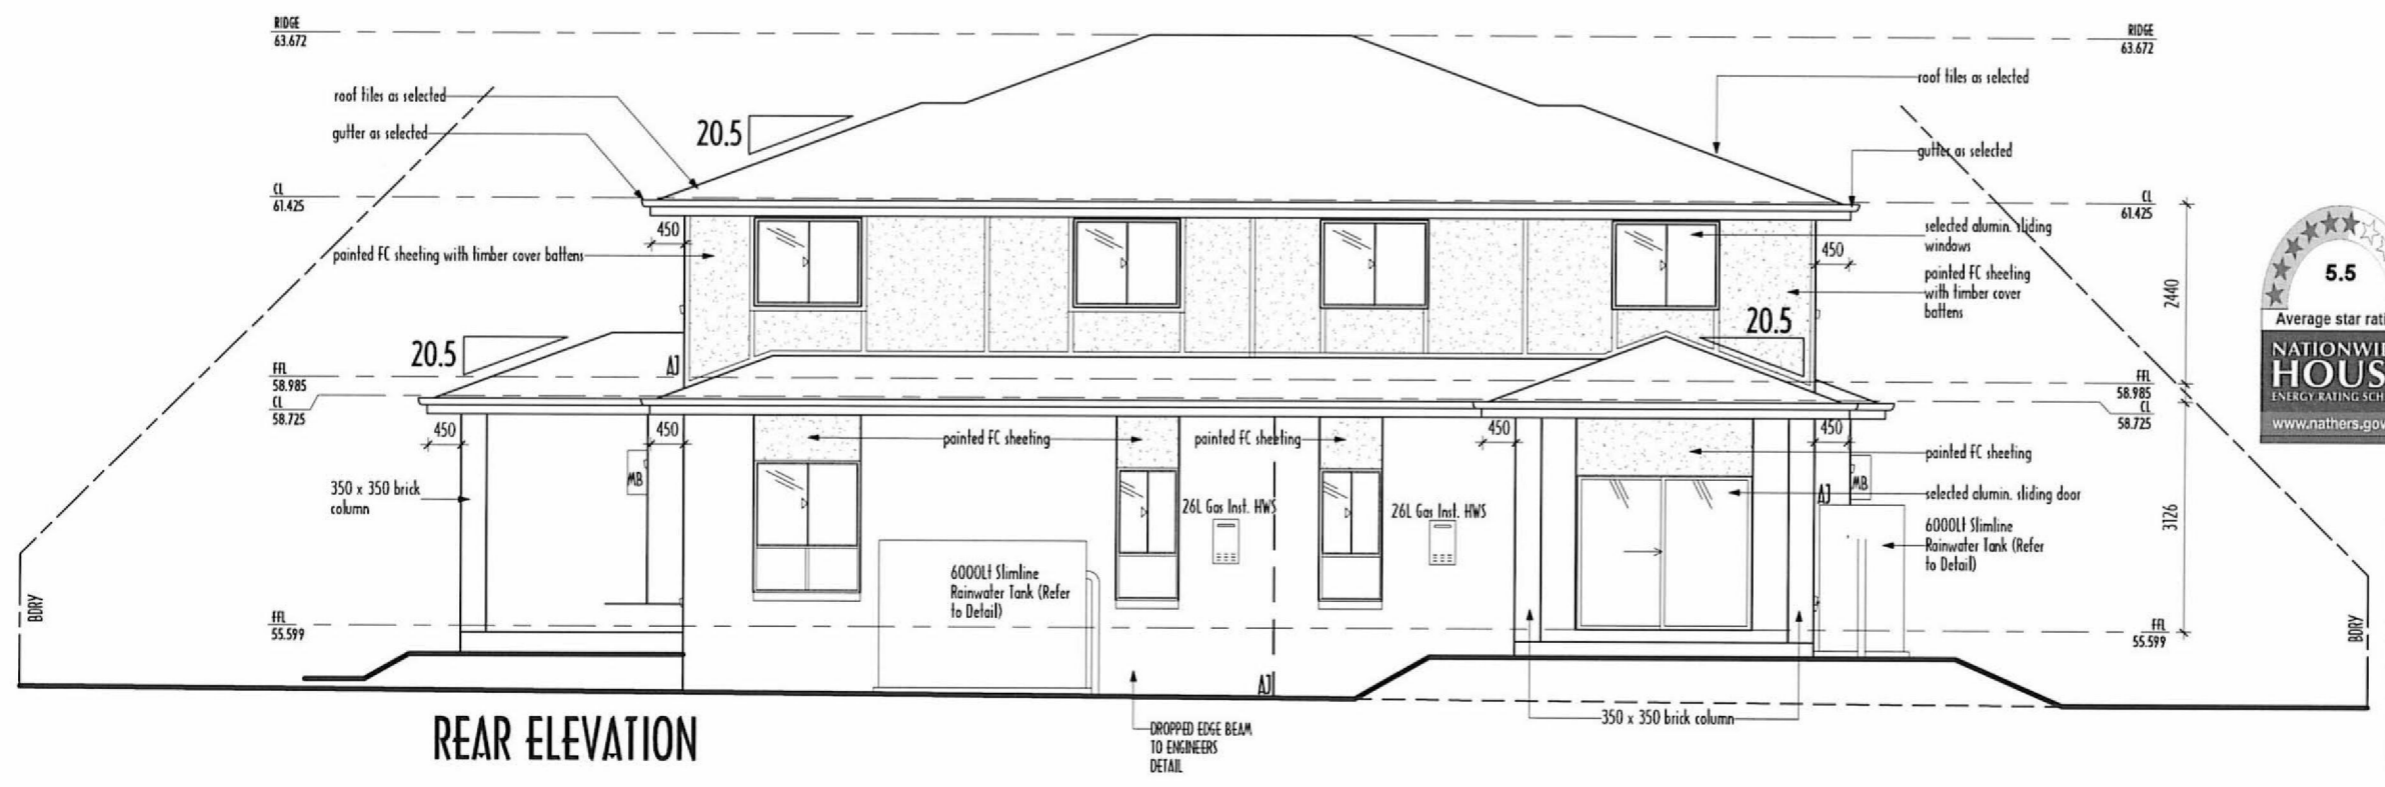 RIDGE
63.672
RIDGE
63.672
roof tiles as selected
roof tiles as selected
gutter as selected
20.5
gutter as selected
CL
61.425
CL
61.425
450
selected alumin. sliding
windows
450
painted FC sheeting with timber cover battens
painted FC sheeting
with timber cover
battens
2440
5.5
Average star rati
NATIONWI
HOUS
ENERGY RATING SCH
www.nathers.gov
20.5
20.5
AJ
FFL
58.985
CL
58.725
FFL
58.985
CL
58.725
450
450
painted FC sheeting
painted FC sheeting
450
450
painted FC sheeting
MB
350 x 350 brick
column
MB
AJ
selected alumin. sliding door
26L Gas Inst. HWS
26L Gas Inst. HWS
3126
6000Lt Slimline
Rainwater Tank (Refer
to Detail)
6000Lt Slimline
Rainwater Tank (Refer
to Detail)
BDRY
BDRY
FFL
55.599
FFL
55.599
AJ
350 x 350 brick column
REAR ELEVATION
DROPPED EDGE BEAM
TO ENGINEERS
DETAIL